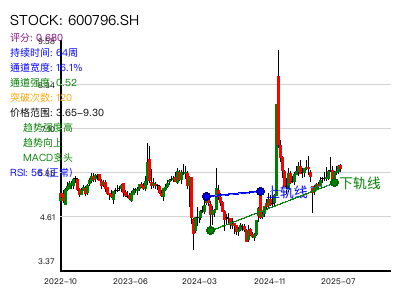 STOCK: 600796.SH
评分: 0.680
持续时间: 64周
通道宽度: 16.1%
通道强度: 0.52
突破次数: 120
价格范围: 3.65-9.30
趋势强度高
趋势向上
MACD多头
RSI: 56 (正常)
上轨线
下轨线
4.61
3.37
2022-10
2023-06
2024-03
2024-11
2025-07